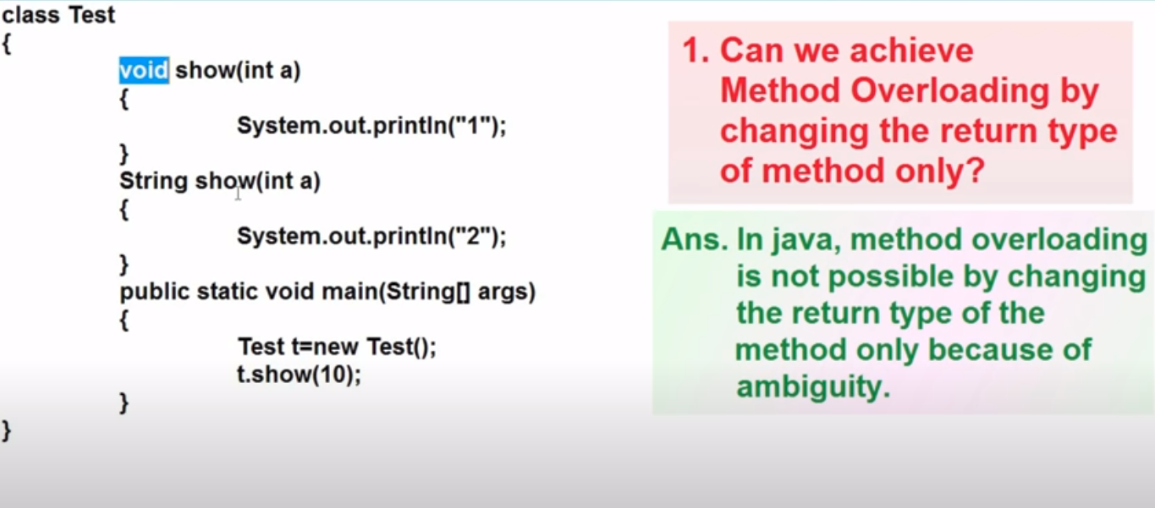 class Test
{
void show(int a)
{
System.out.println("1");
}
String show(int a)
{
System.out.println("2");
}
public static void main(String[] args)
{
Test t=new Test();
t.show(10);
}
}
1. Can we achieve
Method Overloading by
changing the return type
of method only?
Ans. In java, method overloading
is not possible by changing
the return type of the
method only because of
ambiguity.